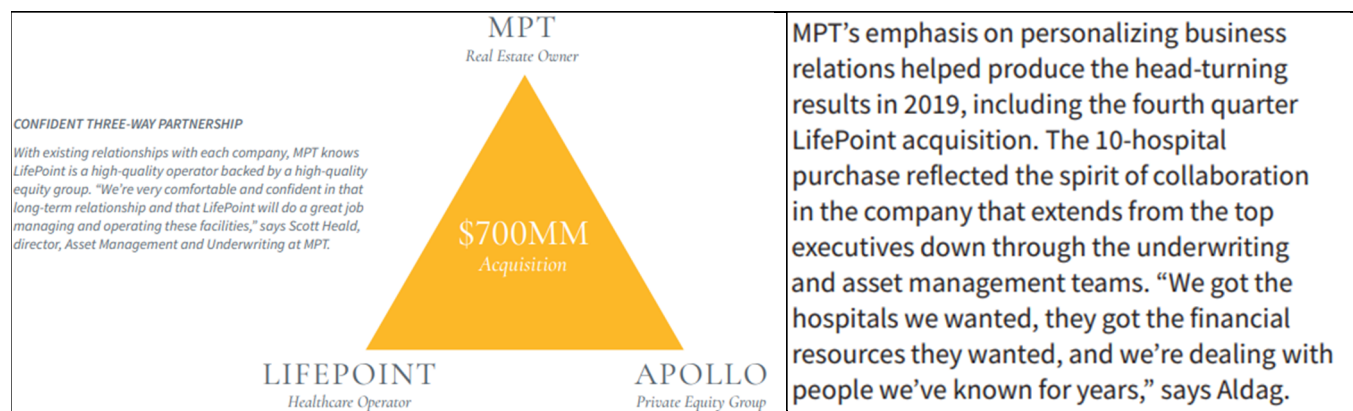 MPT
Real Estate Owner
CONFIDENT THREE-WAY PARTNERSHIP
With existing relationships with each company, MPT knows
LifePoint is a high-quality operator backed by a high-quality
equity group. “We’re very comfortable and confident in that
long-term relationship and that LifePoint will do a great job
managing and operating these facilities,” says Scott Heald,
director, Asset Management and Underwriting at MPT.
$700MM
Acquisition
LIFEPOINT
Healthcare Operator
APOLLO
Private Equity Group
MPT’s emphasis on personalizing business
relations helped produce the head-turning
results in 2019, including the fourth quarter
LifePoint acquisition. The 10-hospital
purchase reflected the spirit of collaboration
in the company that extends from the top
executives down through the underwriting
and asset management teams. “We got the
hospitals we wanted, they got the financial
resources they wanted, and we’re dealing with
people we’ve known for years,” says Aldag.